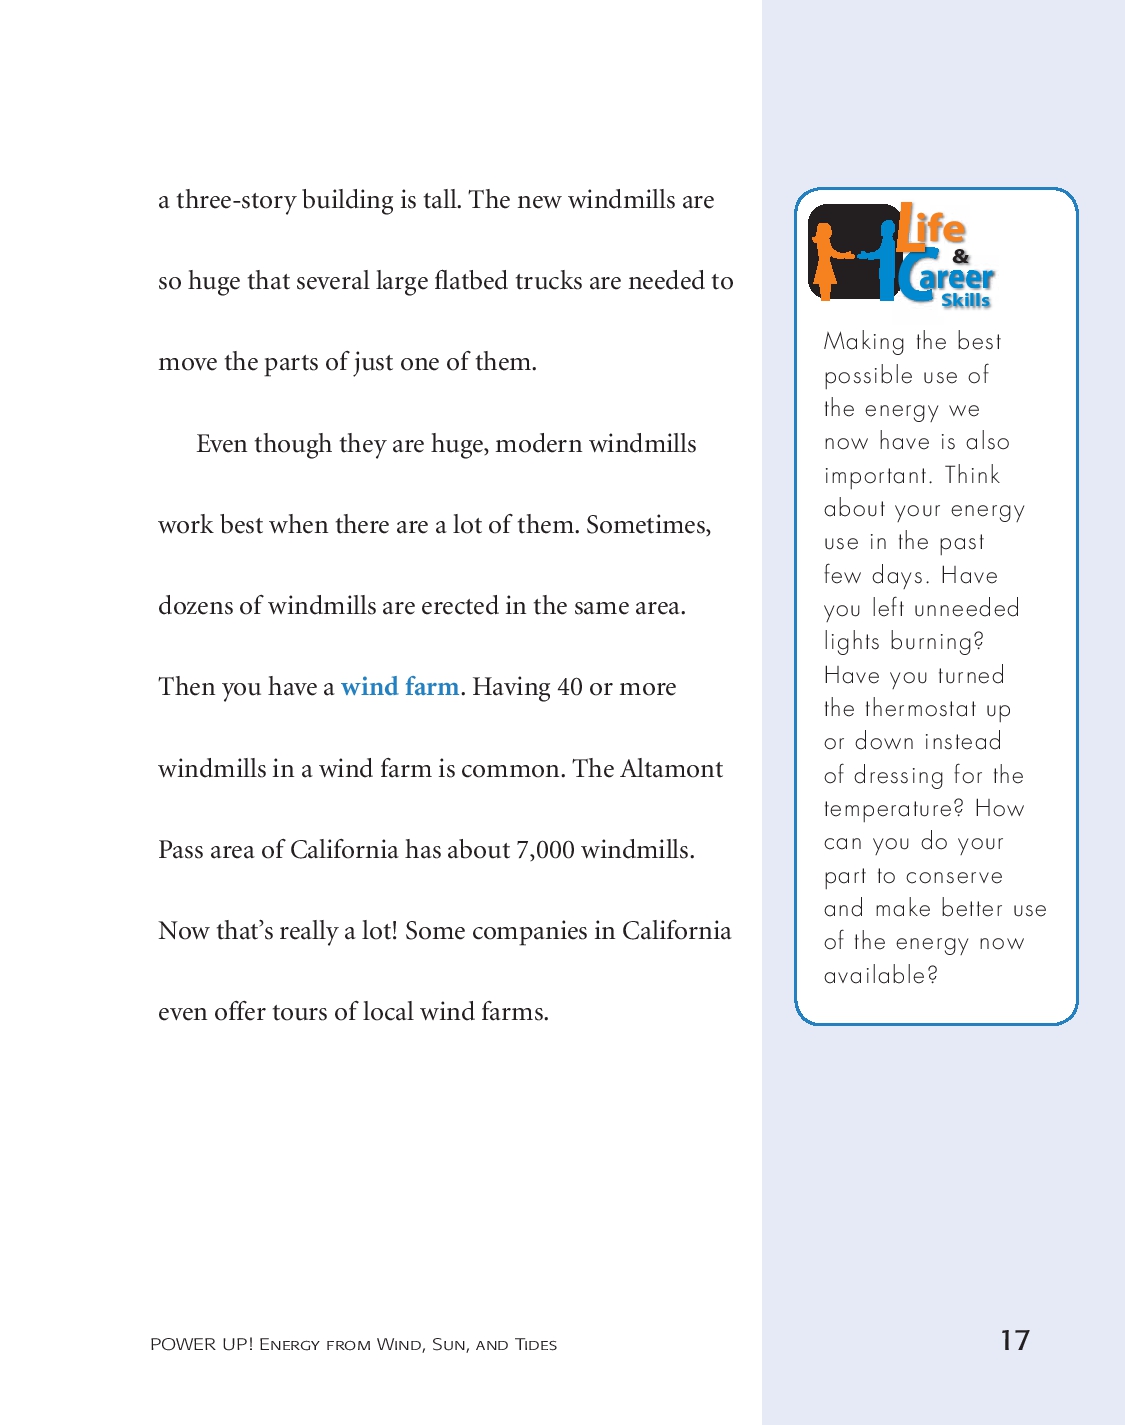 a three-story building is tall. The new windmills are
so huge that several large flatbed trucks are needed to
move the parts of just one of them.
Even though they are huge, modern windmills
work best when there are a lot of them. Sometimes,
dozens of windmills are erected in the same area.
Then you have a wind farm. Having 40 or more
windmills in a wind farm is common. The Altamont
Pass area of California has about 7,000 windmills.
Now that’s really a lot! Some companies in California
even offer tours of local wind farms.
Life
&
Career
Skills
Making the best
possible use of
the energy we
now have is also
important. Think
about your energy
use in the past
few days. Have
you left unneeded
lights burning?
Have you turned
the thermostat up
or down instead
of dressing for the
temperature? How
can you do your
part to conserve
and make better use
of the energy now
available?
POWER UP! Energy from Wind, Sun, and Tides
17